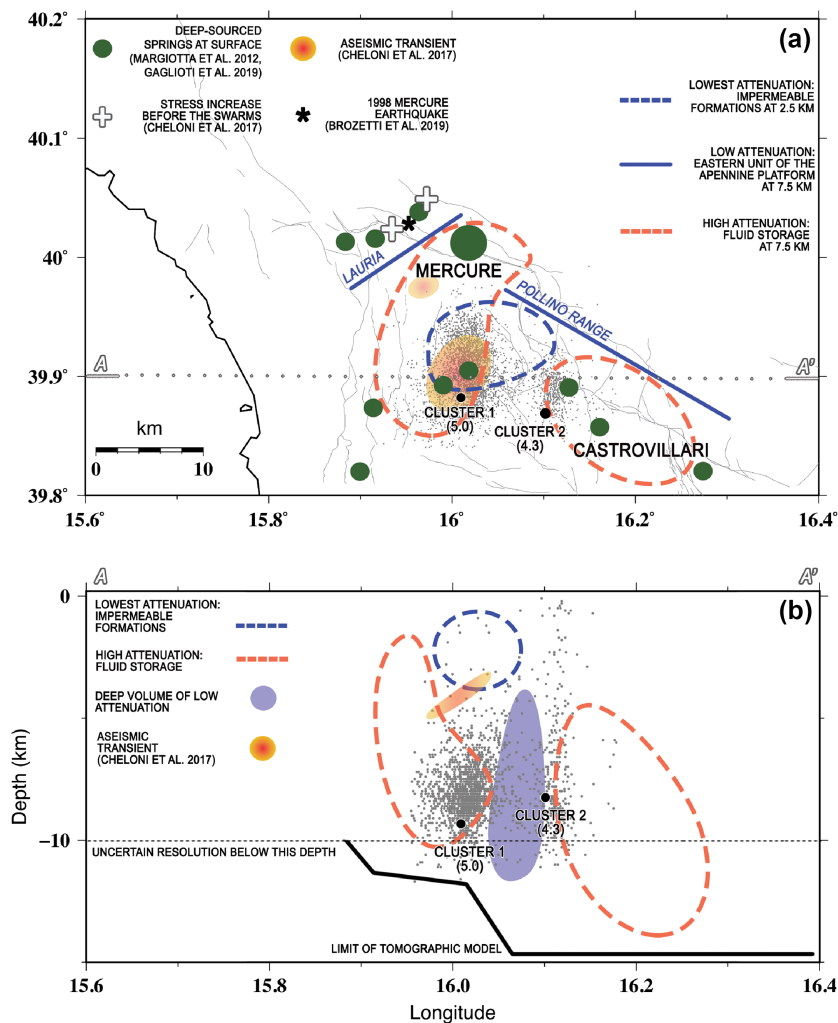 40.2°
(a)
DEEP-SOURCED
SPRINGS AT SURFACE
(MARGIOTTA ET AL. 2012,
GAGLIOTI ET AL. 2019)
ASEISMIC TRANSIENT
(CHELONI ET AL. 2017)
STRESS INCREASE
BEFORE THE SWARMS
(CHELONI ET AL. 2017)
1998 MERCURE
EARTHQUAKE
(BROZETTI ET AL. 2019)
LOWEST ATTENUATION:
IMPERMEABLE
FORMATIONS AT 2.5 KM
LOW ATTENUATION:
EASTERN UNIT OF THE
APENNINE PLATFORM
AT 7.5 KM
HIGH ATTENUATION:
FLUID STORAGE
AT 7.5 KM
40.1°
40°
LAURIA
MERCURE
POLLINO RANGE
A
A'
39.9°
CLUSTER 1
(5.0)
CLUSTER 2
(4.3)
CASTROVILLARI
km
0
10
39.8°
15.6°
15.8°
16°
16.2°
16.4°
A
A'
(b)
0
LOWEST ATTENUATION:
IMPERMEABLE
FORMATIONS
HIGH ATTENUATION:
FLUID STORAGE
DEEP VOLUME OF LOW
ATTENUATION
ASEISMIC
TRANSIENT
(CHELONI ET AL. 2017)
Depth (km)
−10
CLUSTER 2
(4.3)
CLUSTER 1
(5.0)
UNCERTAIN RESOLUTION BELOW THIS DEPTH
LIMIT OF TOMOGRAPHIC MODEL
15.6
15.8
16.0
16.2
16.4
Longitude